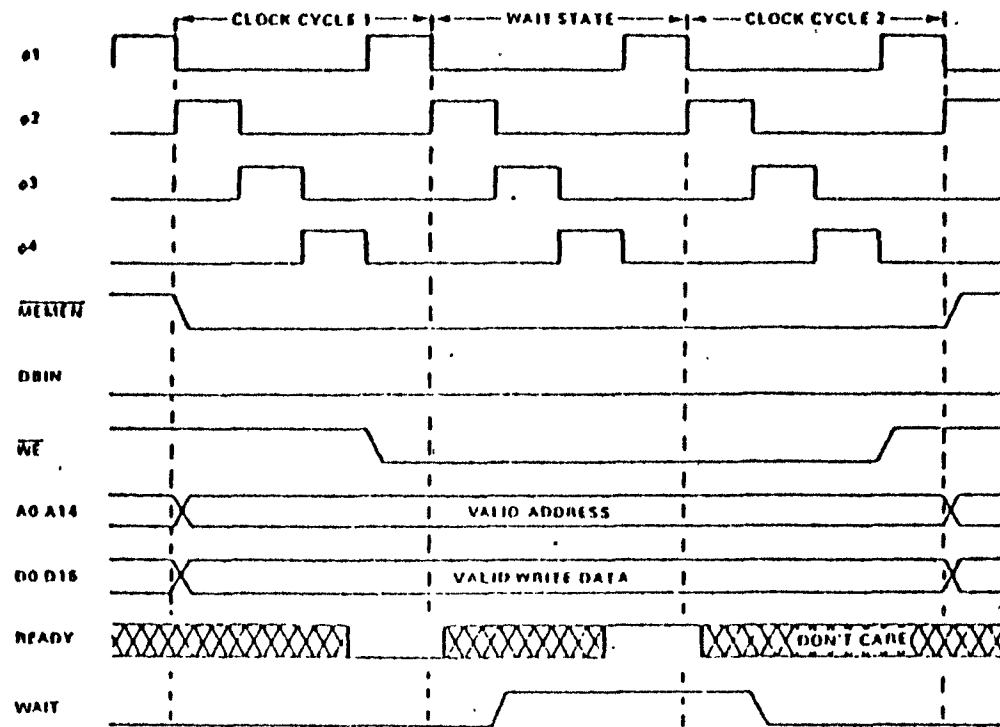 CLOCK CYCLE 1 WAIT STATE CLOCK CYCLE 2
φ1
φ2
φ3
φ4
MEMEN
DBIN
WE
A0 A14 VALID ADDRESS
D0 D15 VALID WRITE DATA
READY DON'T CARE
WAIT